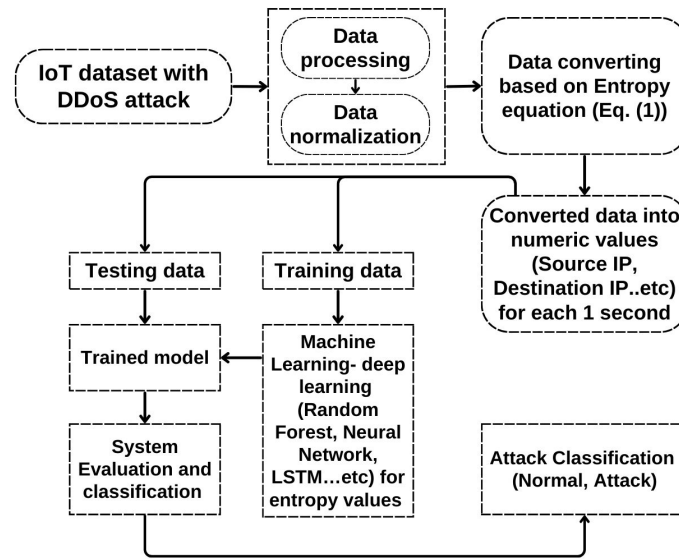 IoT dataset with
DDoS attack
Data
processing
Data
normalization
Data converting
based on Entropy
equation (Eq. (1))
Converted data into
numeric values
(Source IP,
Destination IP..etc)
for each 1 second
Testing data
Training data
Trained model
Machine
Learning- deep
learning
(Random
Forest, Neural
Network,
LSTM...etc) for
entropy values
System
Evaluation and
classification
Attack Classification
(Normal, Attack)